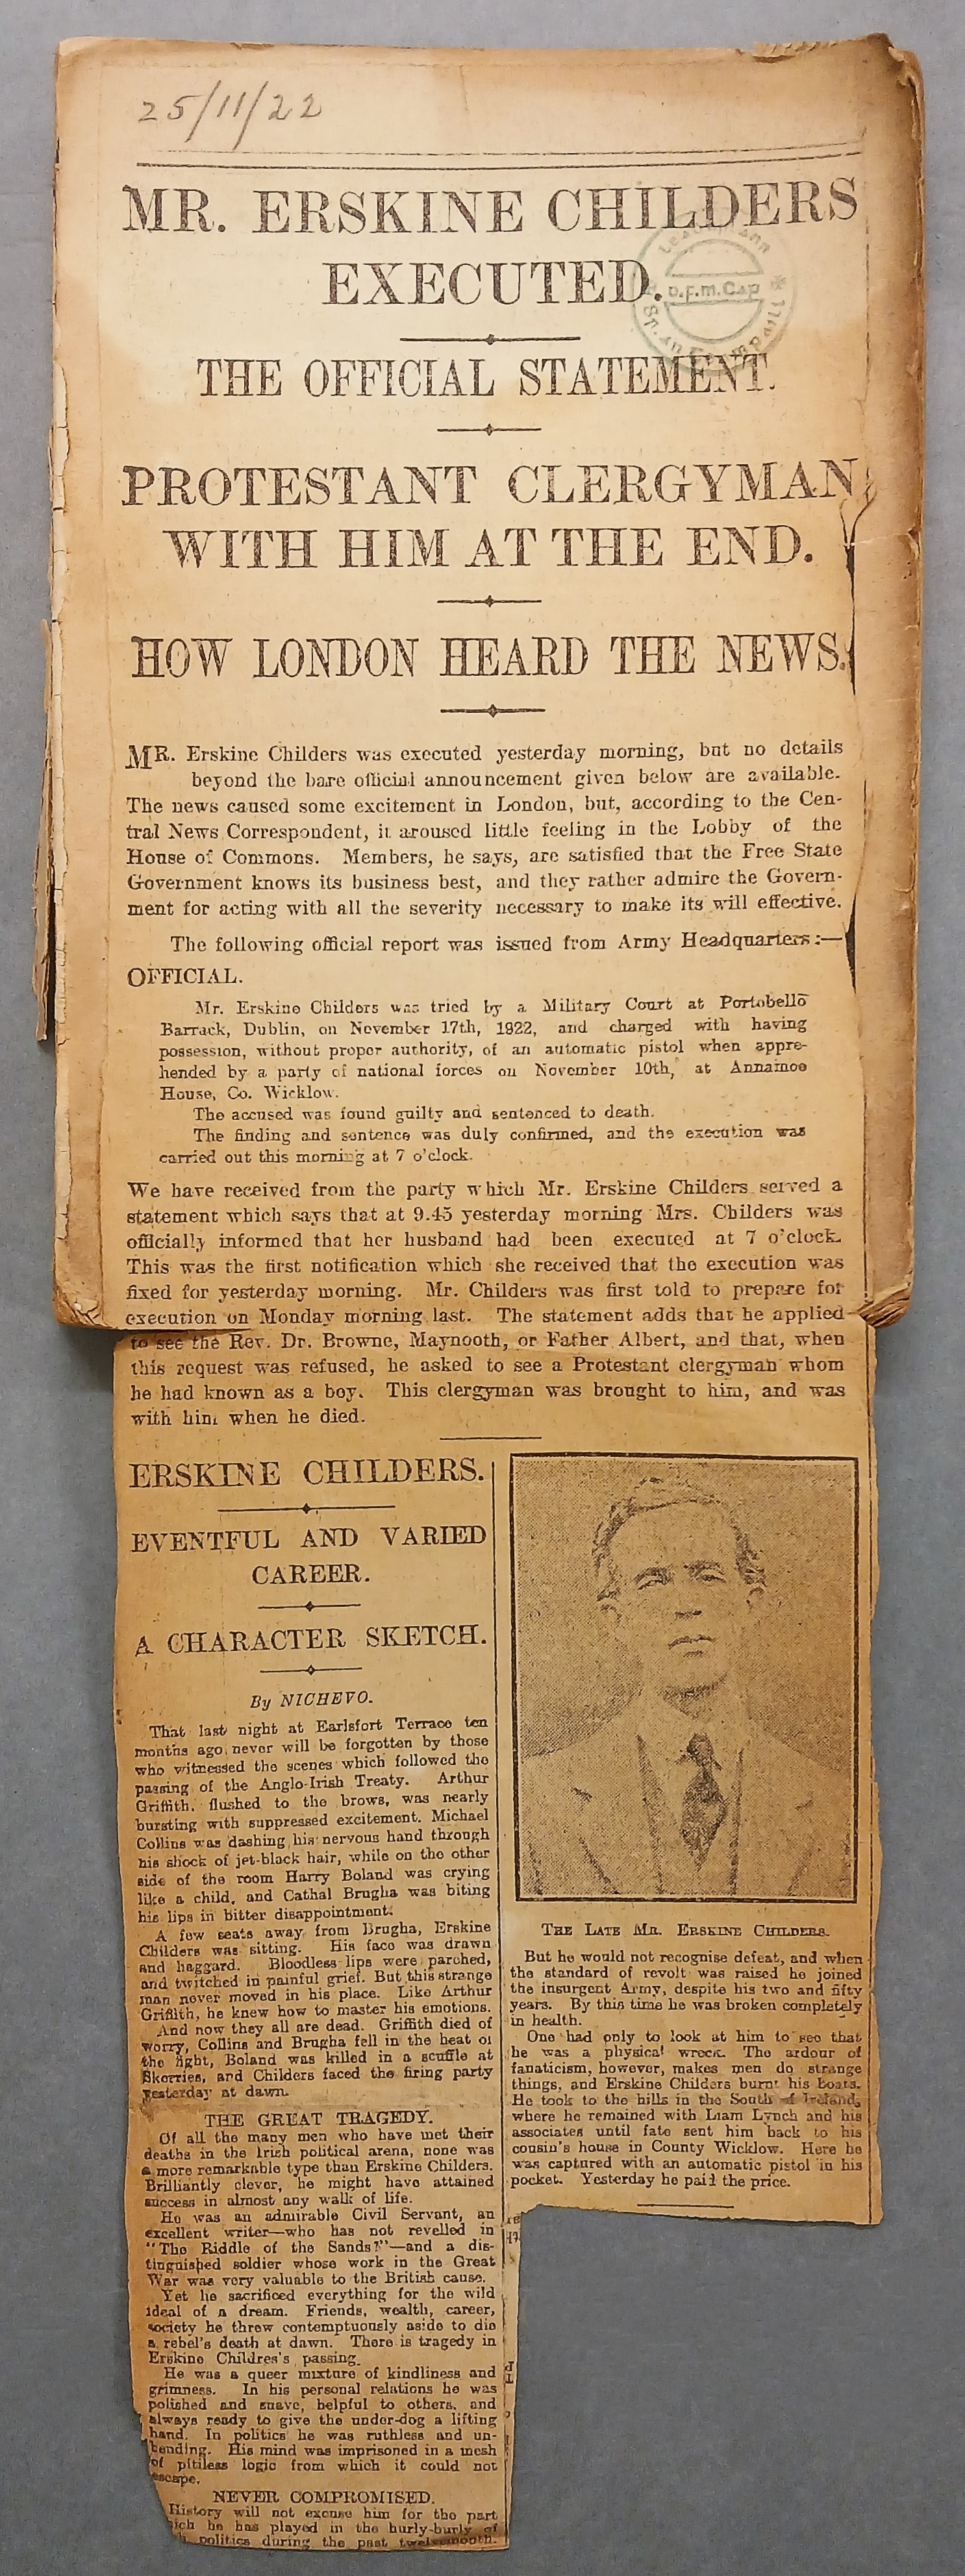 25/11/22
MR. ERSKINE CHILDERS
EXECUTED.
O.F.M.Cap
THE OFFICIAL STATEMENT.
PROTESTANT CLERGYMAN
WITH HIM AT THE END.
HOW LONDON HEARD THE NEWS.
MR. Erskine Childers was executed yesterday morning, but no details
beyond the bare official announcement given below are available.
The news caused some excitement in London, but, according to the Cen-
tral News Correspondent, it aroused little feeling in the Lobby of the
House of Commons. Members, he says, are satisfied that the Free State
Government knows its business best, and they rather admire the Govern-
ment for acting with all the severity necessary to make its will effective.
The following official report was issued from Army Headquarters:—
OFFICIAL.
Mr. Erskine Childers was tried by a Military Court at Portobello
Barrack, Dublin, on November 17th, 1922, and charged with having
possession, without proper authority, of an automatic pistol when appre-
hended by a party of national forces on November 10th, at Annamoe
House, Co. Wicklow.
The accused was found guilty and sentenced to death.
The finding and sentence was duly confirmed, and the execution was
carried out this morning at 7 o'clock.
We have received from the party which Mr. Erskine Childers served a
statement which says that at 9.45 yesterday morning Mrs. Childers was
officially informed that her husband had been executed at 7 o'clock.
This was the first notification which she received that the execution was
fixed for yesterday morning. Mr. Childers was first told to prepare for
execution on Monday morning last. The statement adds that he applied
to see the Rev. Dr. Browne, Maynooth, or Father Albert, and that, when
this request was refused, he asked to see a Protestant clergyman whom
he had known as a boy. This clergyman was brought to him, and was
with him when he died.
ERSKINE CHILDERS.
EVENTFUL AND VARIED
CAREER.
A CHARACTER SKETCH.
By NICHEVO.
That last night at Earlsfort Terrace ten
months ago never will be forgotten by those
who witnessed the scenes which followed the
passing of the Anglo-Irish Treaty. Arthur
Griffith, flushed to the brows, was nearly
bursting with suppressed excitement. Michael
Collins was dashing his nervous hand through
his shock of jet-black hair, while on the other
side of the room Harry Boland was crying
like a child, and Cathal Brugha was biting
his lips in bitter disappointment.
A few seats away from Brugha, Erskine
Childers was sitting. His face was drawn
and haggard. Bloodless lips were parched,
and twitched in painful grief. But this strange
man never moved in his place. Like Arthur
Griffith, he knew how to master his emotions.
And now they all are dead. Griffith died of
worry, Collins and Brugha fell in the heat of
the fight, Boland was killed in a scuffle at
Skerries, and Childers faced the firing party
yesterday at dawn.
THE GREAT TRAGEDY.
Of all the many men who have met their
deaths in the Irish political arena, none was
a more remarkable type than Erskine Childers.
Brilliantly clever, he might have attained
success in almost any walk of life.
He was an admirable Civil Servant, an
excellent writer—who has not revelled in
"The Riddle of the Sands?"—and a dis-
tinguished soldier whose work in the Great
War was very valuable to the British cause.
Yet he sacrificed everything for the wild
ideal of a dream. Friends, wealth, career,
society he threw contemptuously aside to die
a rebel's death at dawn. There is tragedy in
Erskine Childres's passing.
He was a queer mixture of kindliness and
grimness. In his personal relations he was
polished and suave, helpful to others, and
always ready to give the under-dog a lifting
hand. In politics he was ruthless and un-
bending. His mind was imprisoned in a mesh
of pitiless logic from which it could not
escape.
NEVER COMPROMISED.
History will not excuse him for the part
he has played in the hurly-burly of
politics during the past twelvemonth.
THE LATE MR. ERSKINE CHILDERS.
But he would not recognise defeat, and when
the standard of revolt was raised he joined
the insurgent Army, despite his two and fifty
years. By this time he was broken completely
in health.
One had only to look at him to see that
he was a physical wreck. The ardour of
fanaticism, however, makes men do strange
things, and Erskine Childers burnt his boats.
He took to the hills in the South of Ireland,
where he remained with Liam Lynch and his
associates until fate sent him back to his
cousin's house in County Wicklow. Here he
was captured with an automatic pistol in his
pocket. Yesterday he paid the price.